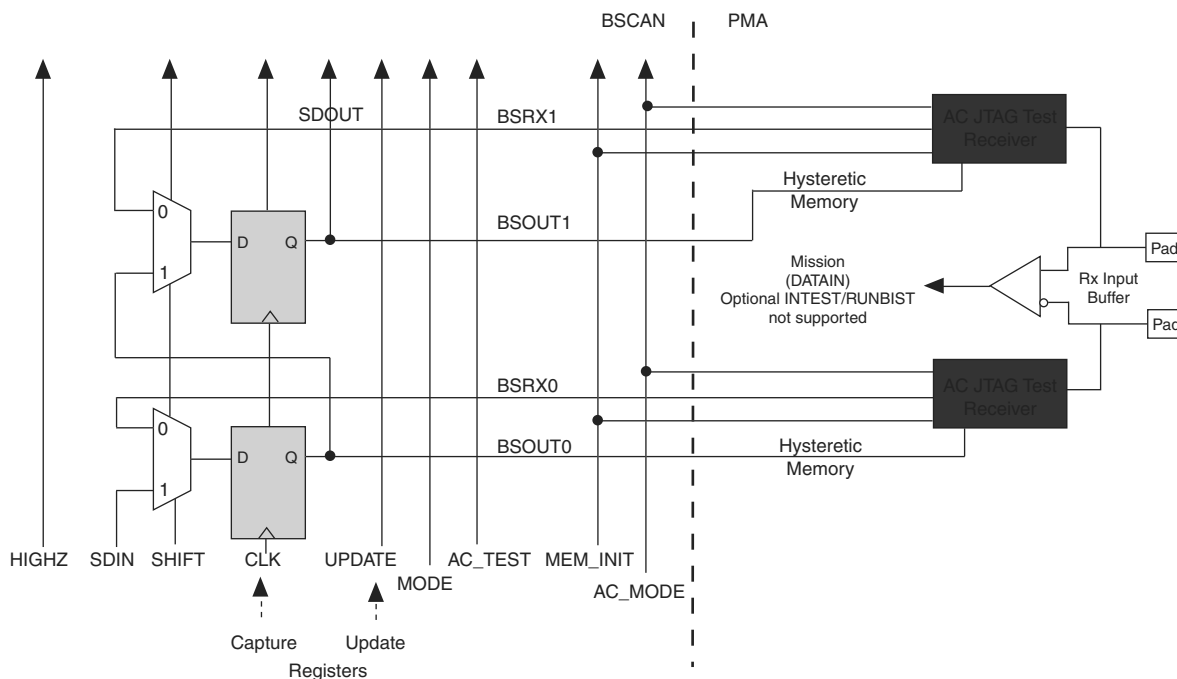 BSCAN
PMA
SDOUT
BSRX1
AC JTAG Test
Receiver
0
Hysteretic
Memory
BSOUT1
D
Q
Pad
1
Mission
(DATAIN)
Optional INTEST/RUNBIST
not supported
Rx Input
Buffer
Pad
BSRX0
AC JTAG Test
Receiver
0
BSOUT0
Hysteretic
Memory
D
Q
1
HIGHZ
SDIN
SHIFT
CLK
UPDATE
MODE
AC_TEST
MEM_INIT
AC_MODE
Capture
Update
Registers